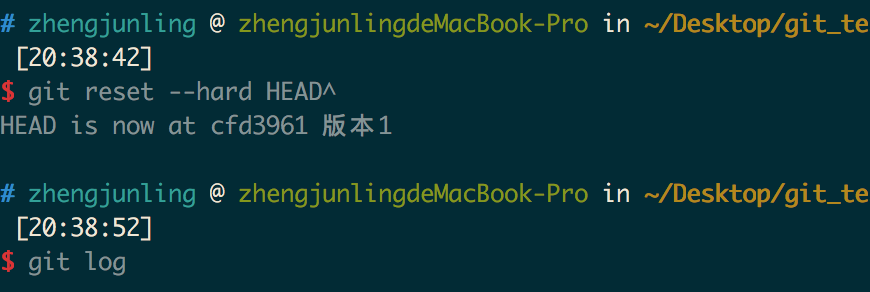 # zhengjunling @ zhengjunlingdeMacBook-Pro in ~/Desktop/git_te
[20:38:42]
$ git reset --hard HEAD^
HEAD is now at cfd3961 版本1
# zhengjunling @ zhengjunlingdeMacBook-Pro in ~/Desktop/git_te
[20:38:52]
$ git log